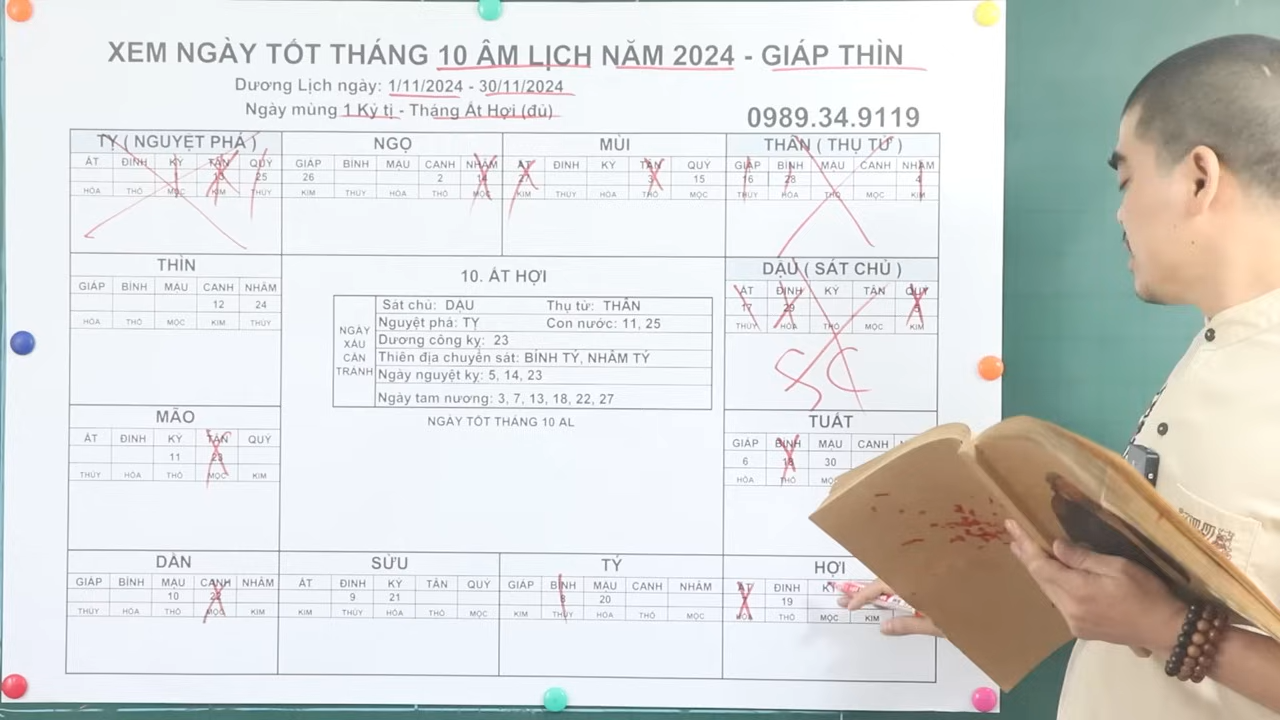 XEM NGÀY TỐT THÁNG 10 ÂM LỊCH NĂM 2024 - GIÁP THÌN
Dương Lịch ngày: 1/11/2024 - 30/11/2024
Ngày mùng 1 Kỷ tị - Tháng Ất Hợi (đủ)
0989.34.9119
TỴ ( NGUYỆT PHÁ )
ẤT ĐINH KỶ TÂN QUÝ
25
HỎA THỔ MỘC KIM THỦY
NGỌ
GIÁP BÍNH MẬU CANH NHÂM
26 2 14
KIM THỦY HỎA THỔ MỘC
MÙI
ẤT ĐINH KỶ TÂN QUÝ
27 3 15
KIM THỦY HỎA THỔ MỘC
THÂN ( THỤ TỬ )
GIÁP BÍNH MẬU CANH NHÂM
16 28 4
THỦY HỎA THỔ MỘC KIM
THÌN
GIÁP BÍNH MẬU CANH NHÂM
12 24
HỎA THỔ MỘC KIM THỦY
10. ẤT HỢI
NGÀY XẤU CẦN TRÁNH
Sát chủ: DẬU Thụ tử: THÂN
Nguyệt phá: TỴ Con nước: 11, 25
Dương công kỵ: 23
Thiên địa chuyển sát: BÍNH TÝ, NHÂM TÝ
Ngày nguyệt kỵ: 5, 14, 23
Ngày tam nương: 3, 7, 13, 18, 22, 27
NGÀY TỐT THÁNG 10 AL
DẬU ( SÁT CHỦ )
ẤT ĐINH KỶ TÂN QUÝ
17 29 5
THỦY HỎA THỔ MỘC KIM
SC
MÃO
ẤT ĐINH KỶ TÂN QUÝ
11 23
THỦY HỎA THỔ MỘC KIM
TUẤT
GIÁP BÍNH MẬU CANH
6 18 30
HỎA THỔ
DẦN
GIÁP BÍNH MẬU CANH NHÂM
10 22
THỦY HỎA THỔ MỘC KIM
SỬU
ẤT ĐINH KỶ TÂN QUÝ
9 21
KIM THỦY HỎA THỔ MỘC
TÝ
GIÁP BÍNH MẬU CANH NHÂM
8 20
KIM THỦY HỎA THỔ MỘC
HỢI
ẤT ĐINH
19
HỎA THỔ MỘC KIM